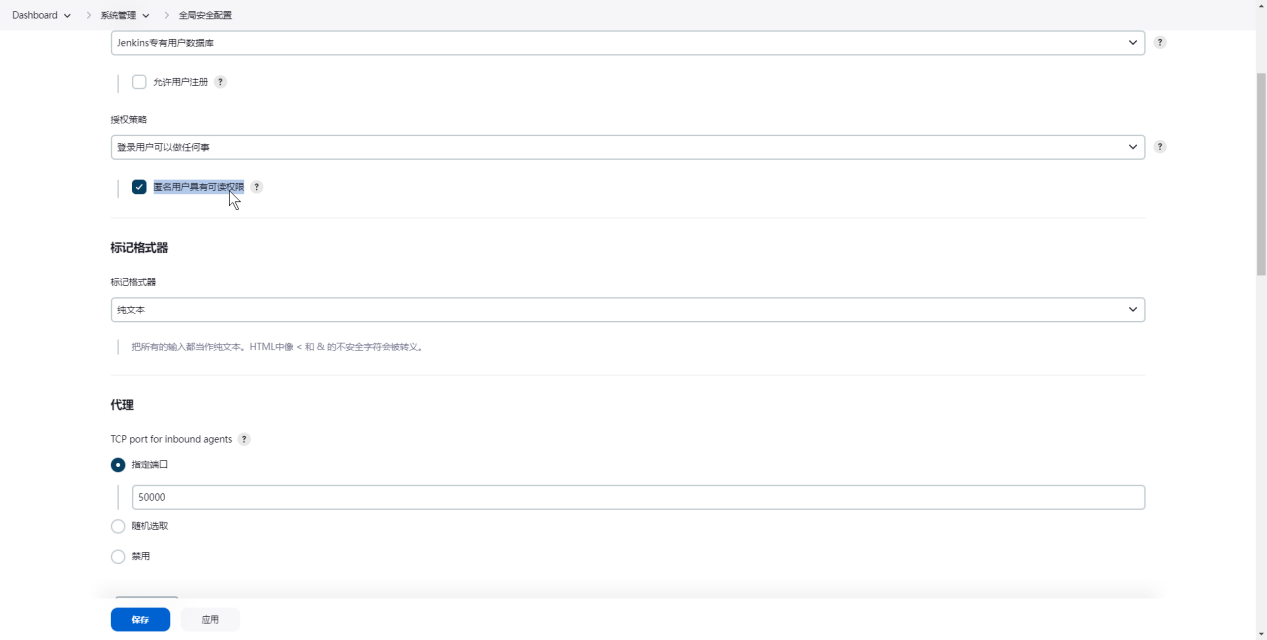 Dashboard 系统管理 全局安全配置
Jenkins专有用户数据库 ?
允许用户注册 ?
授权策略
登录用户可以做任何事 ?
匿名用户具有可读权限 ?
标记格式器
标记格式器
纯文本
把所有的输入都当作纯文本。HTML中像 < 和 & 的不安全字符会被转义。
代理
TCP port for inbound agents ?
指定端口
50000
随机选取
禁用
保存 应用